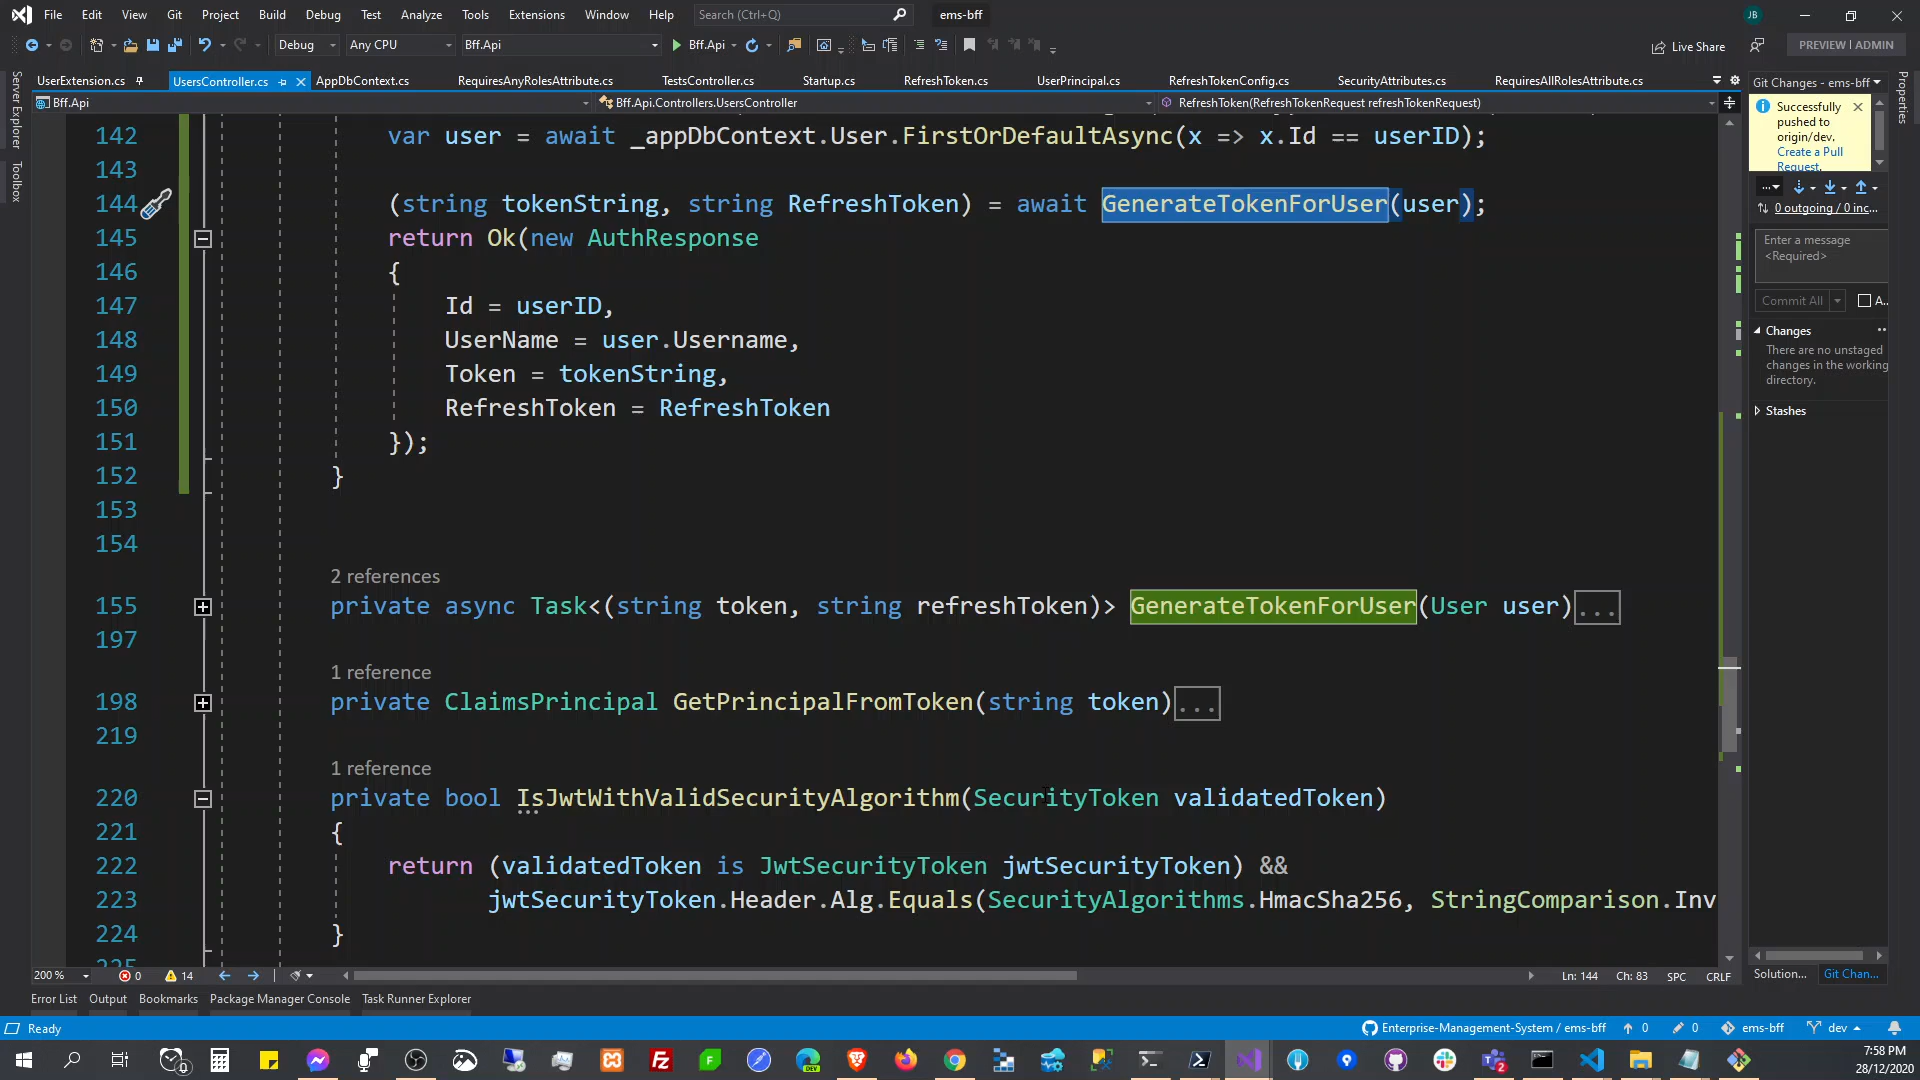 File Edit View Git Project Build Debug Test Analyze Tools Extensions Window Help Search (Ctrl+Q) ems-bff JB
Debug Any CPU Bff.Api Bff.Api Live Share PREVIEW | ADMIN
UserExtension.cs UsersController.cs AppDbContext.cs RequiresAnyRolesAttribute.cs TestsController.cs Startup.cs RefreshToken.cs UserPrincipal.cs RefreshTokenConfig.cs SecurityAttributes.cs RequiresAllRolesAttribute.cs
Bff.Api Bff.Api.Controllers.UsersController RefreshToken(RefreshTokenRequest refreshTokenRequest)
Server Explorer
Toolbox
142 var user = await _appDbContext.User.FirstOrDefaultAsync(x => x.Id == userID);
143
144 (string tokenString, string RefreshToken) = await GenerateTokenForUser(user);
145 return Ok(new AuthResponse
146 {
147 Id = userID,
148 UserName = user.Username,
149 Token = tokenString,
150 RefreshToken = RefreshToken
151 });
152 }
153
154
2 references
155 private async Task<(string token, string refreshToken)> GenerateTokenForUser(User user)...
197
1 reference
198 private ClaimsPrincipal GetPrincipalFromToken(string token)...
219
1 reference
220 private bool IsJwtWithValidSecurityAlgorithm(SecurityToken validatedToken)
221 {
222 return (validatedToken is JwtSecurityToken jwtSecurityToken) &&
223 jwtSecurityToken.Header.Alg.Equals(SecurityAlgorithms.HmacSha256, StringComparison.Inv
224 }
225
Git Changes - ems-bff
Successfully
pushed to
origin/dev.
Create a Pull
Request.
0 outgoing / 0 inc...
Enter a message
<Required>
Commit All A..
Changes
There are no unstaged
changes in the working
directory.
Stashes
Solution... Git Chan...
Properties
200 % 0 14 Ln: 144 Ch: 83 SPC CRLF
Error List Output Bookmarks Package Manager Console Task Runner Explorer
Ready Enterprise-Management-System / ems-bff 0 0 ems-bff dev
7:58 PM
28/12/2020